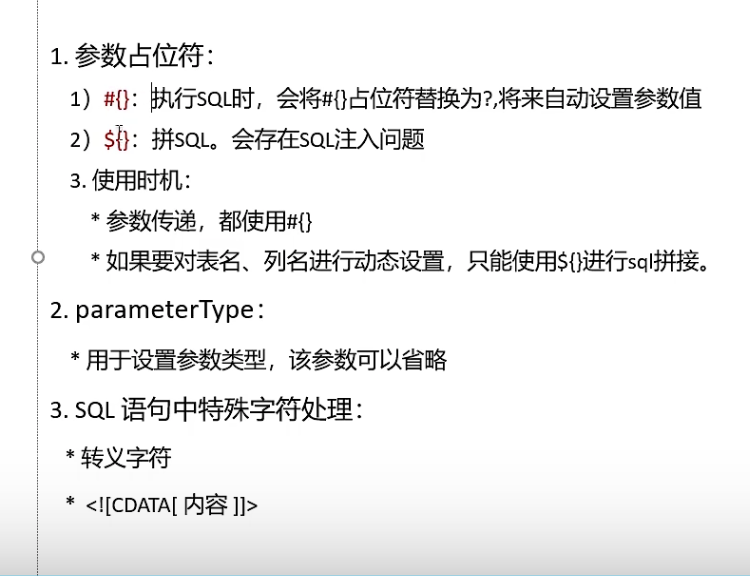 1. 参数占位符：
1）#{}：执行SQL时，会将#{}占位符替换为?,将来自动设置参数值
2）${}：拼SQL。会存在SQL注入问题
3. 使用时机：
* 参数传递，都使用#{}
* 如果要对表名、列名进行动态设置，只能使用${}进行sql拼接。
2. parameterType：
* 用于设置参数类型，该参数可以省略
3. SQL 语句中特殊字符处理：
* 转义字符
* <![CDATA[ 内容 ]]>